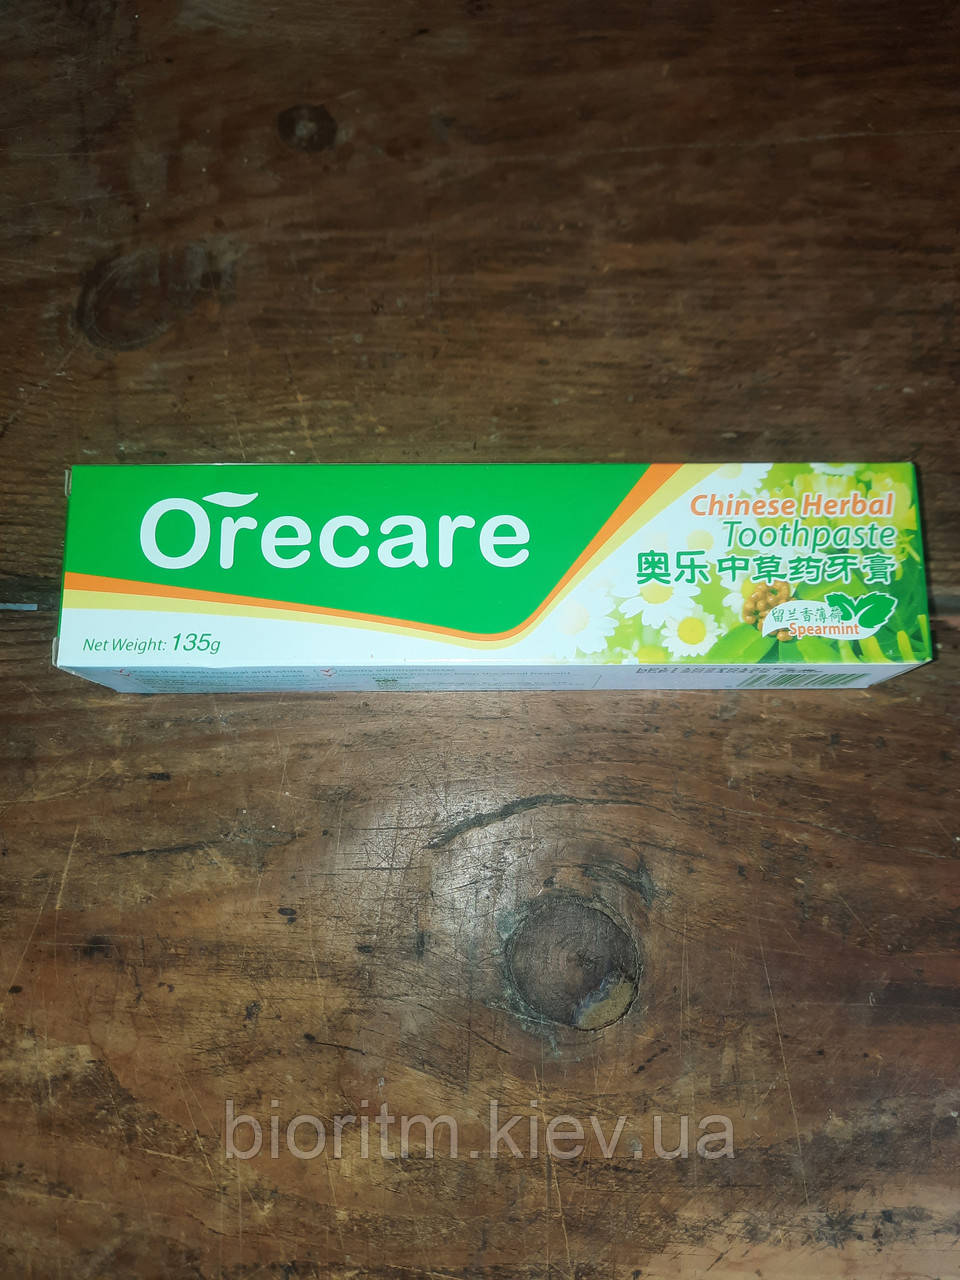 Orecare
Chinese Herbal
Toothpaste
奥乐 中草药牙膏
留兰香薄荷
Spearmint
Net Weight: 135g
bioritm.kiev.ua